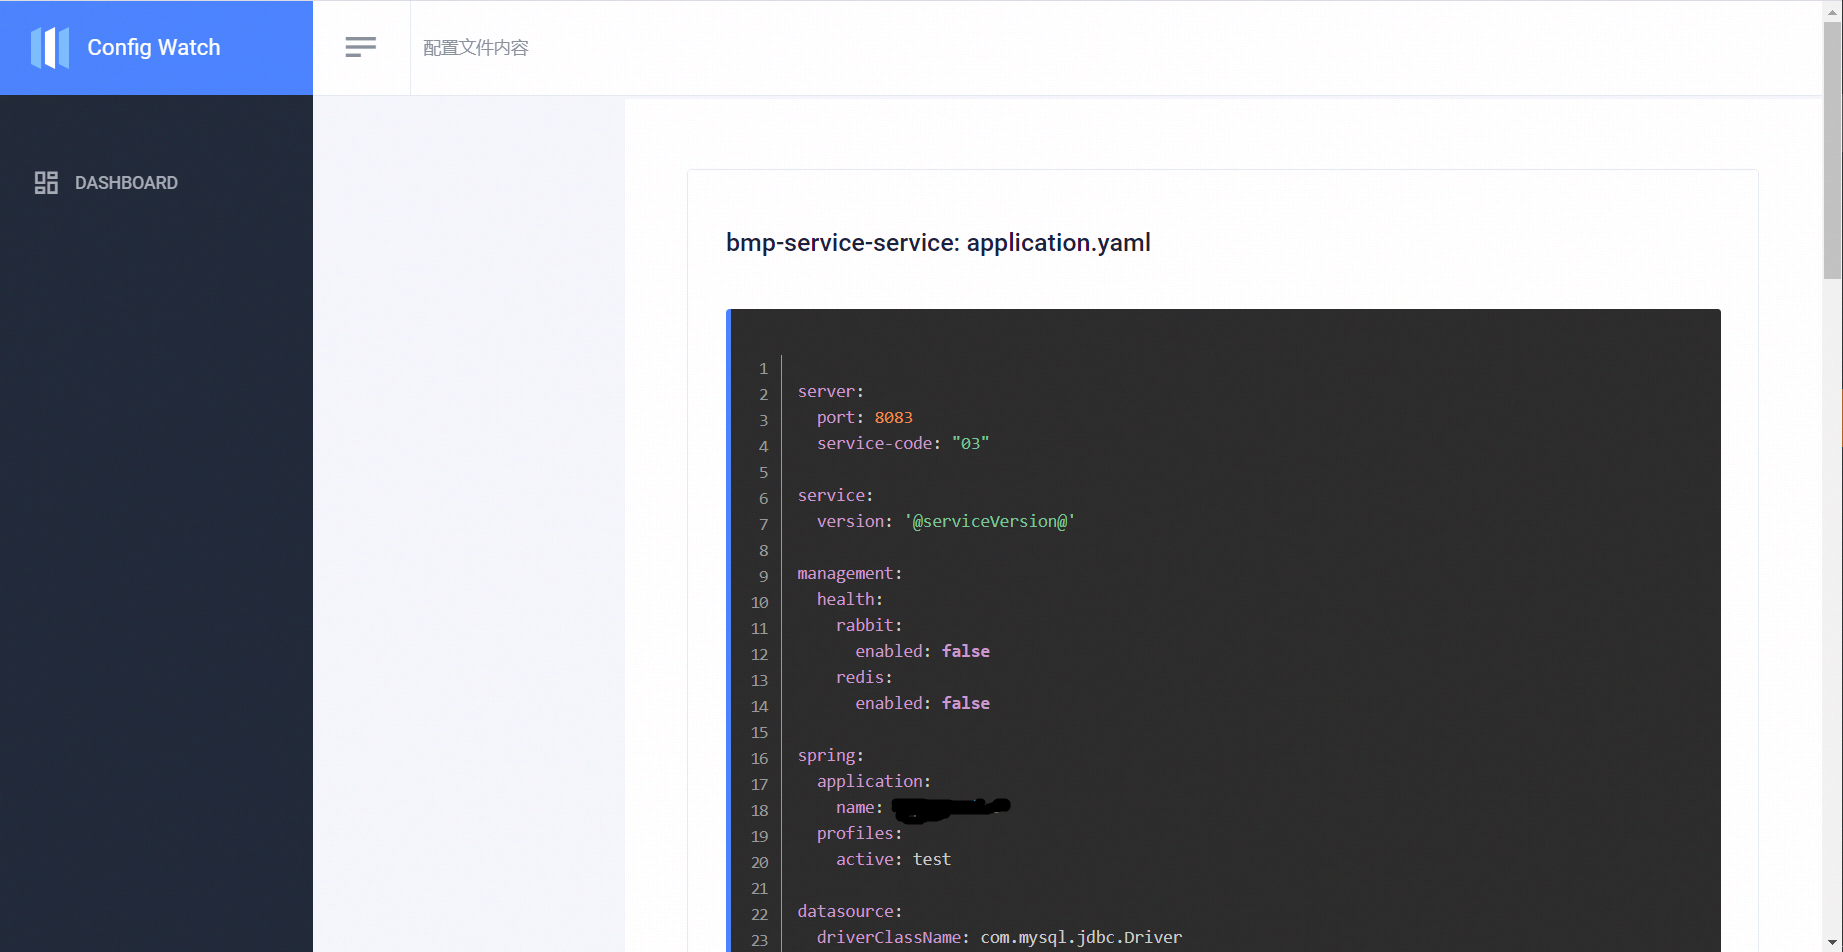 Config Watch
配置文件内容
DASHBOARD
bmp-service-service: application.yaml
1
2 server:
3 port: 8083
4 service-code: "03"
5
6 service:
7 version: '@serviceVersion@'
8
9 management:
10 health:
11 rabbit:
12 enabled: false
13 redis:
14 enabled: false
15
16 spring:
17 application:
18 name:
19 profiles:
20 active: test
21
22 datasource:
23 driverClassName: com.mysql.jdbc.Driver